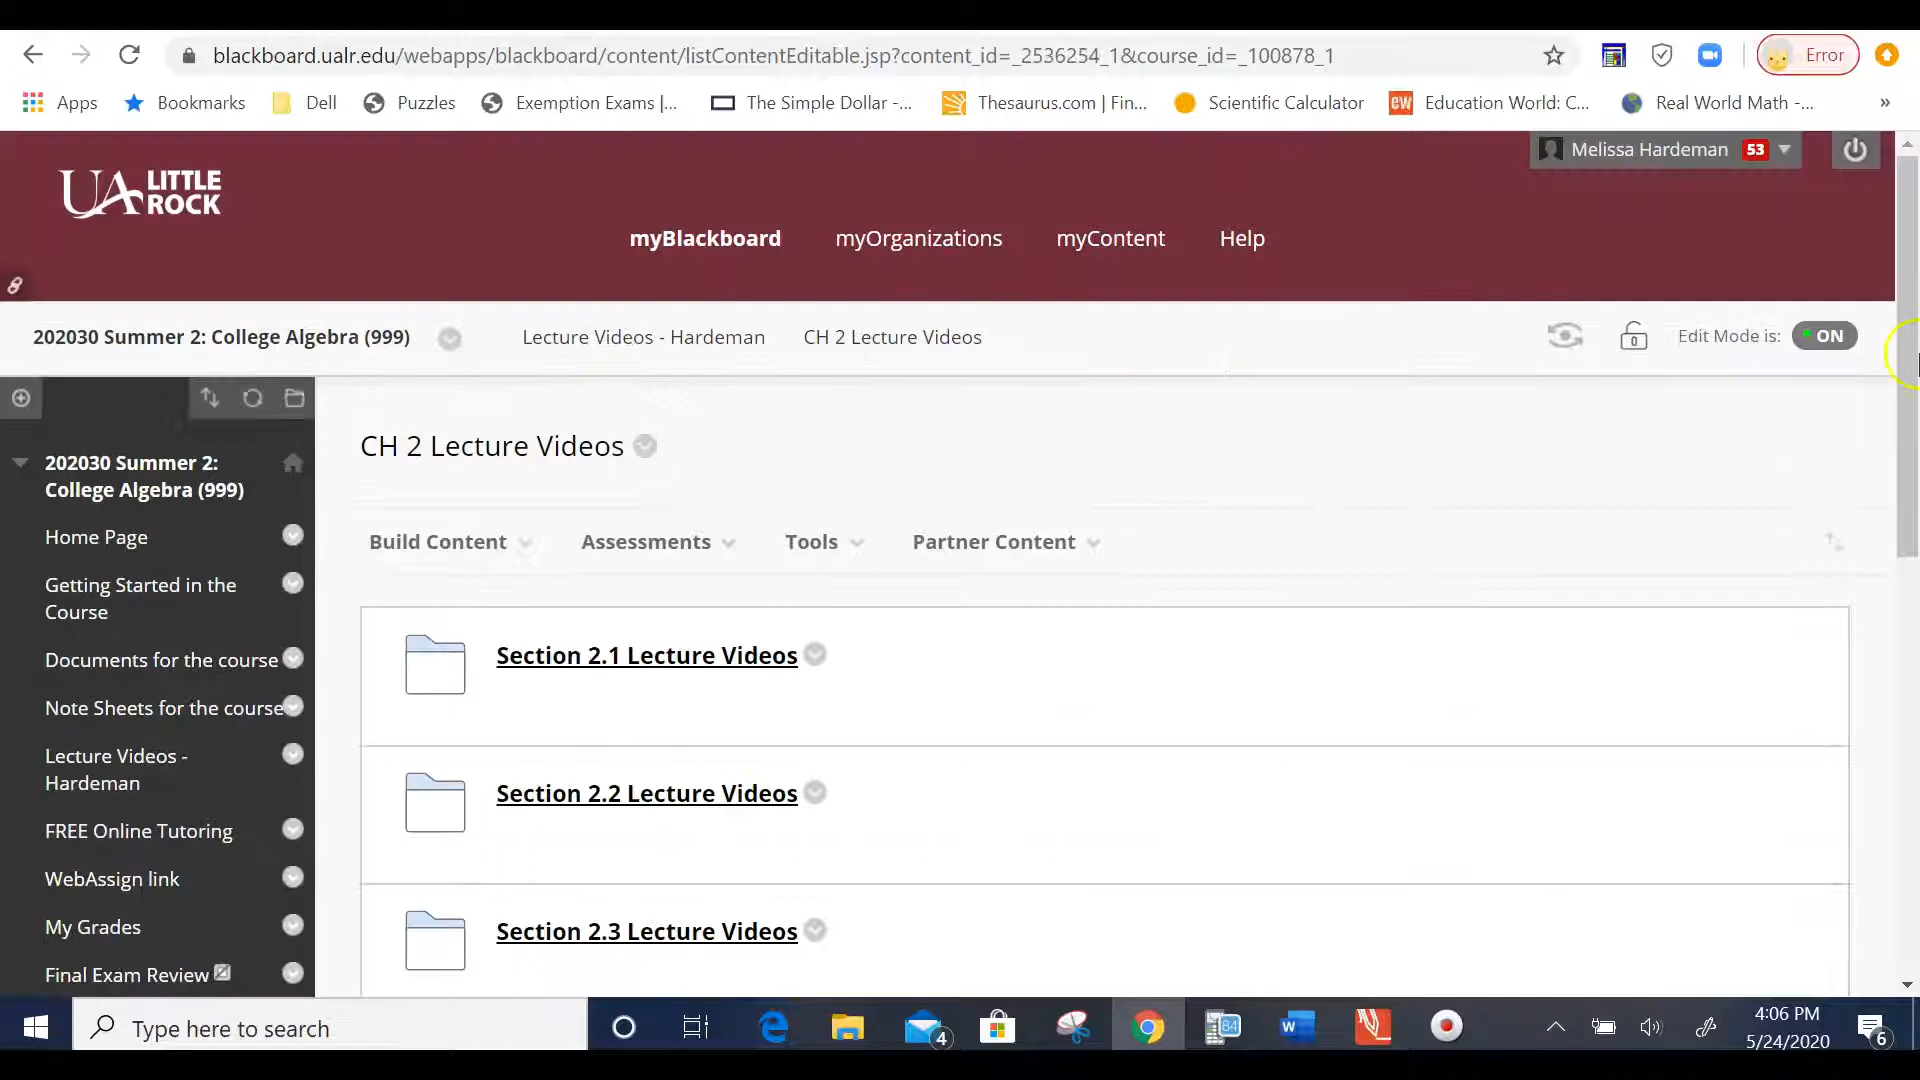 blackboard.ualr.edu/webapps/blackboard/content/listContentEditable.jsp?content_id=_2536254_1&course_id=_100878_1
Error
Apps
Bookmarks
Dell
Puzzles
Exemption Exams |...
The Simple Dollar -...
Thesaurus.com | Fin...
ew
Scientific Calculator
Education World: C...
Real World Math -...
»
Melissa Hardeman 53
UA LITTLE ROCK
myBlackboard
myOrganizations
myContent
Help
202030 Summer 2: College Algebra (999)
Lecture Videos - Hardeman
CH 2 Lecture Videos
Edit Mode is: ON
202030 Summer 2:
College Algebra (999)
Home Page
Getting Started in the
Course
Documents for the course
Note Sheets for the course
Lecture Videos -
Hardeman
FREE Online Tutoring
WebAssign link
My Grades
Final Exam Review
CH 2 Lecture Videos
Build Content
Assessments
Tools
Partner Content
Section 2.1 Lecture Videos
Section 2.2 Lecture Videos
Section 2.3 Lecture Videos
Type here to search
4
84
W
4:06 PM
5/24/2020
6